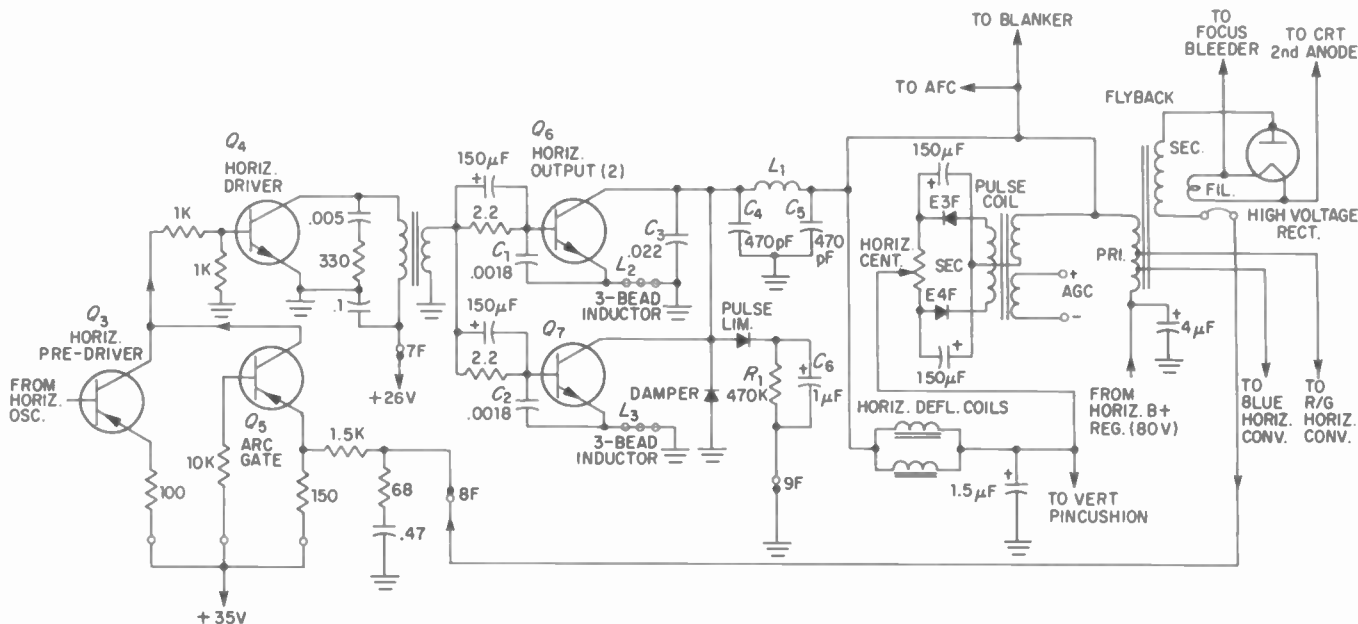 TO BLANKER
TO
FOCUS
BLEEDER
TO CRT
2nd ANODE
TO AFC
FLYBACK
SEC.
FIL.
HIGH VOLTAGE
RECT.
Q4
HORIZ.
DRIVER
Q6
HORIZ.
OUTPUT (2)
150μF
+
2.2
L1
C4
470 pF
C5
470
pF
C3
.022
C1
.0018
L2
3-BEAD
INDUCTOR
1K
1K
.005
330
.1
7F
+26V
150μF
+
E3F
PULSE
COIL
HORIZ.
CENT.
SEC
E4F
+
150μF
+
AGC
−
PRI.
+
4μF
Q3
HORIZ.
PRE-DRIVER
FROM
HORIZ.
OSC.
Q5
ARC
GATE
100
10K
150
1.5K
68
.47
8F
+35V
150μF
+
2.2
Q7
C2
.0018
L3
3-BEAD
INDUCTOR
DAMPER
PULSE
LIM.
R1
470K
+
C6
1μF
9F
HORIZ. DEFL. COILS
+
1.5μF
TO VERT
PINCUSHION
FROM
HORIZ. B+
REG. (80V)
TO
BLUE
HORIZ.
CONV.
TO
R/G
HORIZ.
CONV.